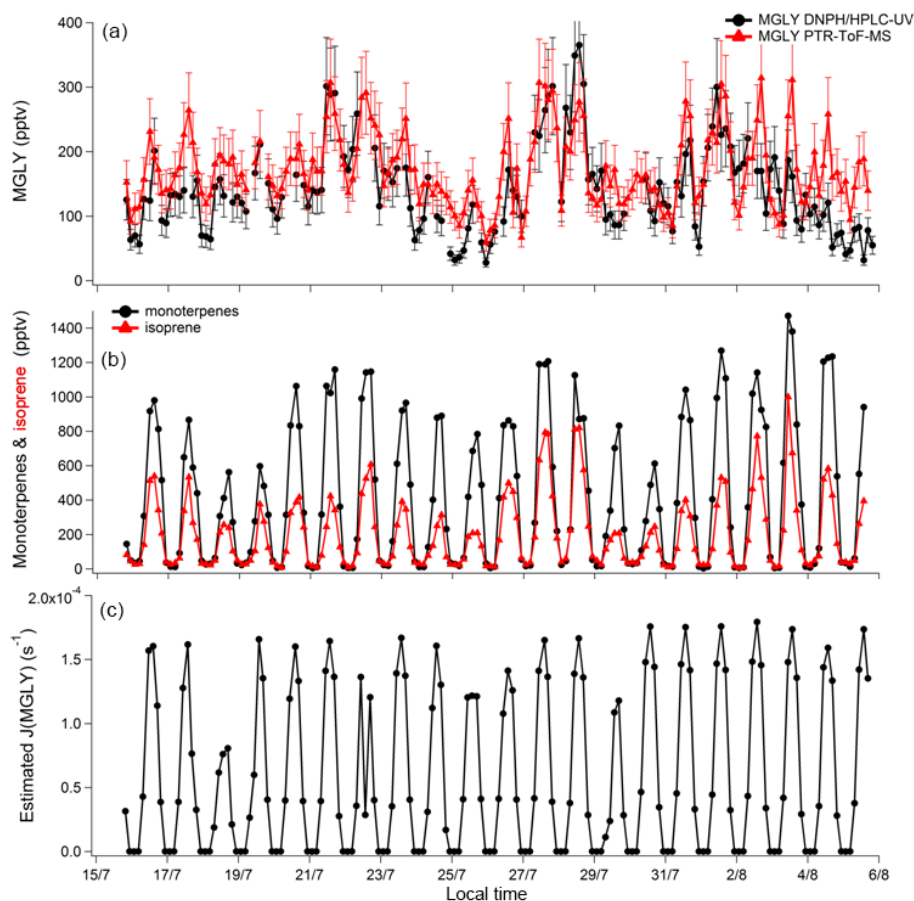 (a)
MGLY DNPH/HPLC-UV
MGLY PTR-ToF-MS
MGLY (pptv)
400
300
200
100
0
(b)
monoterpenes
isoprene
Monoterpenes & isoprene (pptv)
1400
1200
1000
800
600
400
200
0
(c)
Estimated J(MGLY) (s⁻¹)
2.0x10⁻⁴
1.5
1.0
0.5
0.0
15/7 17/7 19/7 21/7 23/7 25/7 27/7 29/7 31/7 2/8 4/8 6/8
Local time